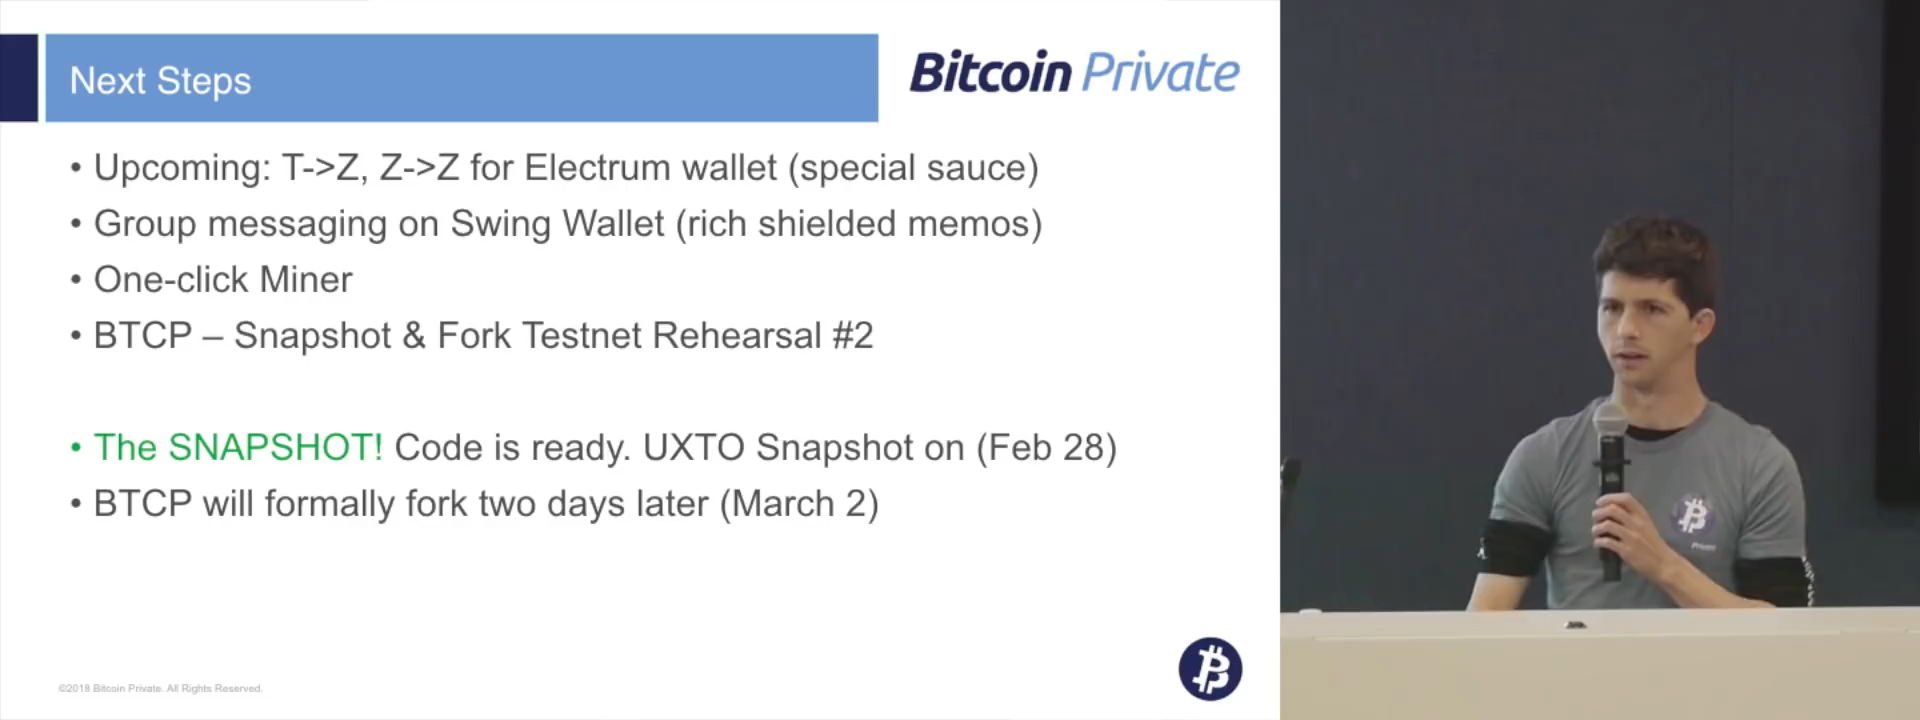 Next Steps
Bitcoin Private
• Upcoming: T->Z, Z->Z for Electrum wallet (special sauce)
• Group messaging on Swing Wallet (rich shielded memos)
• One-click Miner
• BTCP – Snapshot & Fork Testnet Rehearsal #2
• The SNAPSHOT! Code is ready. UXTO Snapshot on (Feb 28)
• BTCP will formally fork two days later (March 2)
©2018 Bitcoin Private. All Rights Reserved.